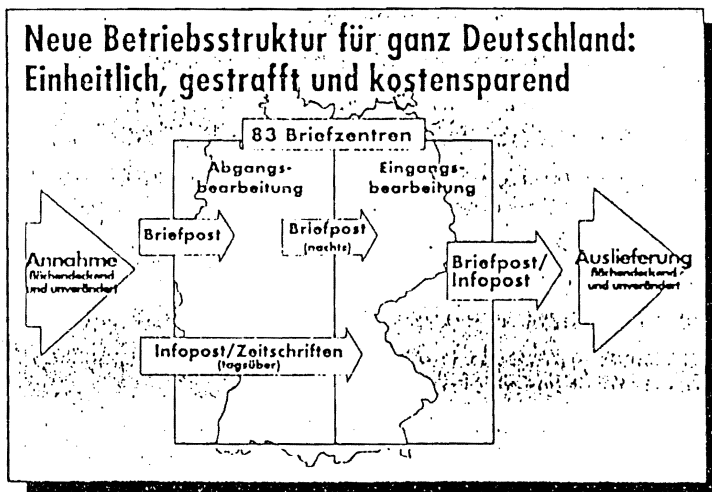 Neue Betriebsstruktur für ganz Deutschland:
Einheitlich, gestrafft und kostensparend
83 Briefzentren
Abgangs-
bearbeitung
Eingangs-
bearbeitung
Annahme
flächendeckend
und unverändert
Briefpost
Briefpost
(nachts)
Briefpost/
Infopost
Auslieferung
flächendeckend
und unverändert
Infopost/Zeitschriften
(tagsüber)